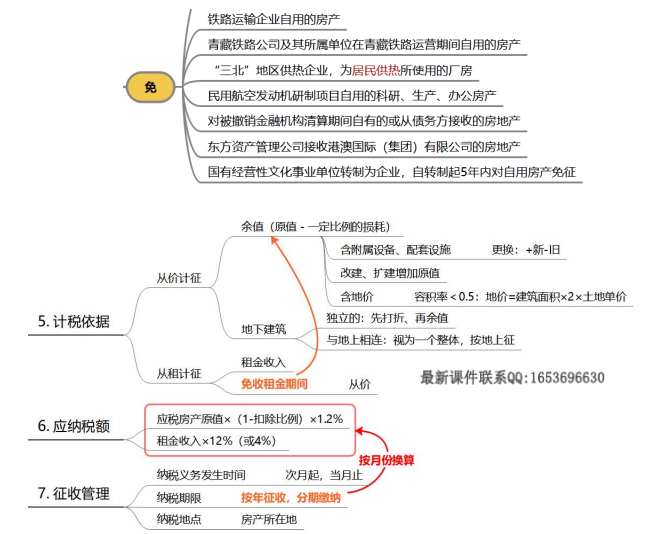 铁路运输企业自用的房产
青藏铁路公司及其所属单位在青藏铁路运营期间自用的房产
“三北”地区供热企业，为居民供热所使用的厂房
免
民用航空发动机研制项目自用的科研、生产、办公房产
对被撤销金融机构清算期间自有的或从债务方接收的房地产
东方资产管理公司接收港澳国际（集团）有限公司的房地产
国有经营性文化事业单位转制为企业，自转制起5年内对自用房产免征
余值（原值-一定比例的损耗）
含附属设备、配套设施 更换：+新-旧
从价计征
改建、扩建增加原值
含地价 容积率＜0.5：地价=建筑面积×2×土地单价
5. 计税依据
独立的：先打折、再余值
地下建筑
与地上相连：视为一个整体，按地上征
租金收入
从租计征
免收租金期间 从价
最新课件联系QQ:1653696630
应税房产原值×（1-扣除比例）×1.2%
6. 应纳税额
租金收入×12%（或4%）
按月份换算
纳税义务发生时间 次月起，当月止
7. 征收管理
纳税期限 按年征收，分期缴纳
纳税地点 房产所在地